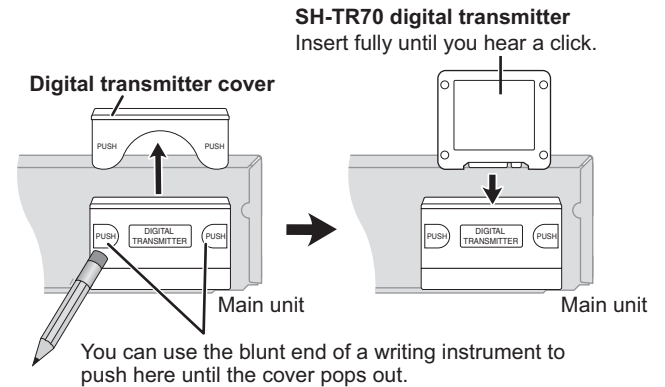 SH-TR70 digital transmitter
Insert fully until you hear a click.
Digital transmitter cover
PUSH
PUSH
PUSH
DIGITAL
TRANSMITTER
PUSH
Main unit
PUSH
DIGITAL
TRANSMITTER
PUSH
Main unit
You can use the blunt end of a writing instrument to
push here until the cover pops out.